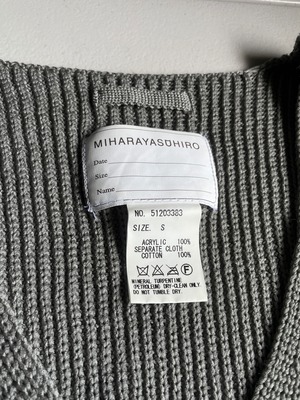 MIHARAYASUHIRO
Date
Size
Name
NO. 51203383
SIZE. S
ACRYLIC 100%
SEPARATE CLOTH
COTTON 100%
F
MINERAL TURPENTINE
(PETROLEUM) DRY-CLEAN ONLY.
DO NOT TUMBLE DRY.